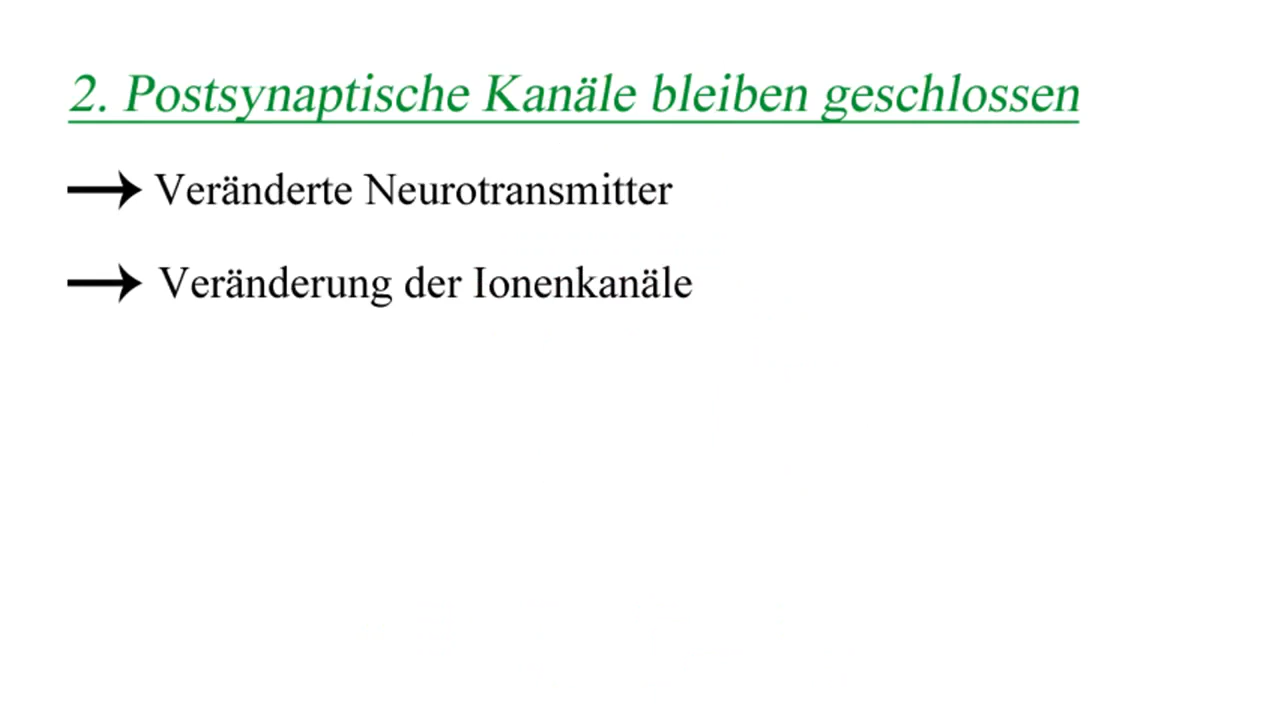 2. Postsynaptische Kanäle bleiben geschlossen
→ Veränderte Neurotransmitter
→ Veränderung der Ionenkanäle